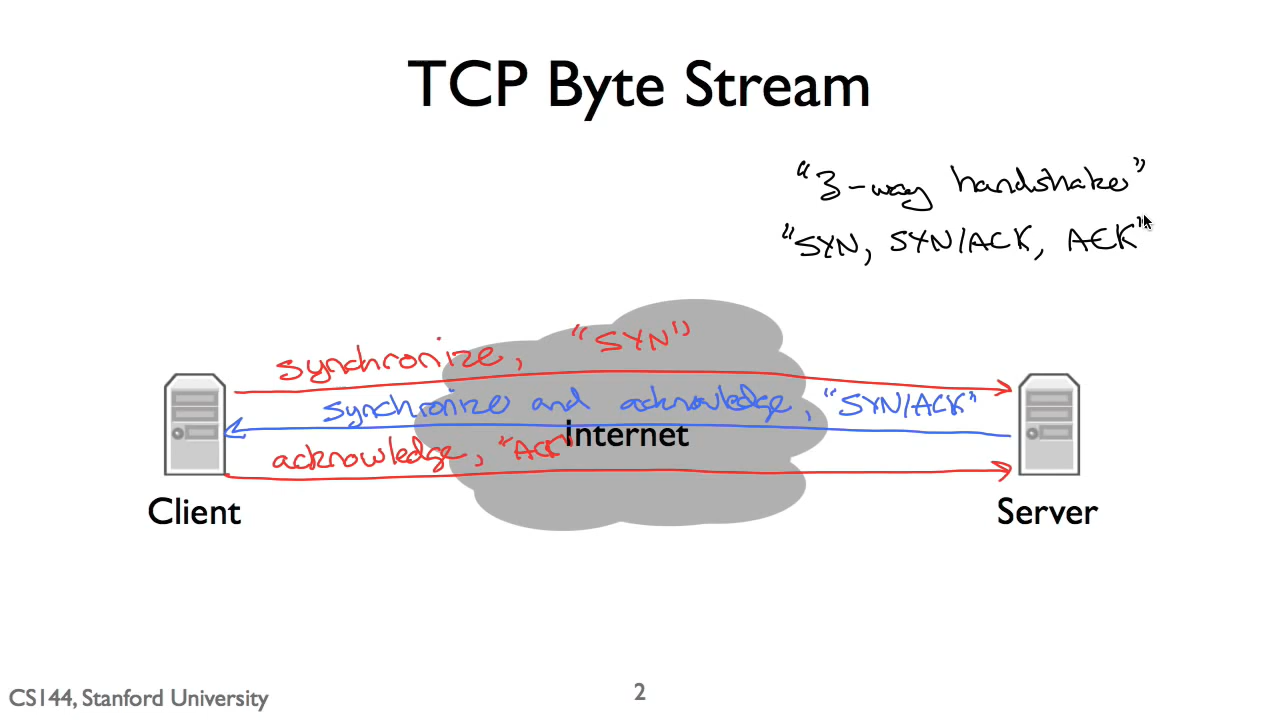 TCP Byte Stream
“3-way handshake”
“SYN, SYN/ACK, ACK”
synchronize, “SYN”
synchronize and acknowledge, “SYN/ACK”
Internet
acknowledge, “ACK”
Client
Server
CS144, Stanford University
2